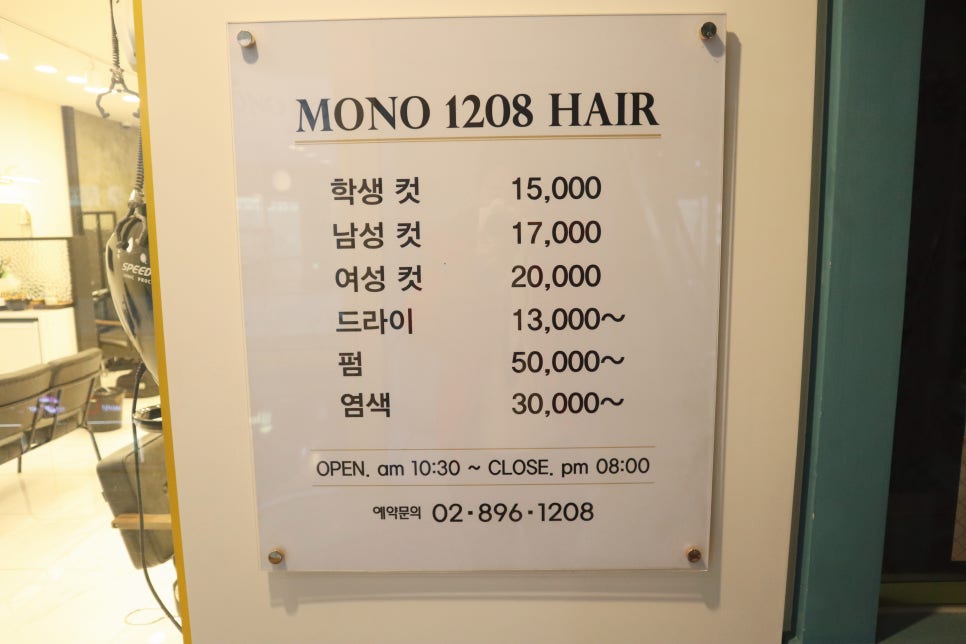 MONO 1208 HAIR
학생 컷 15,000
남성 컷 17,000
여성 컷 20,000
드라이 13,000~
펌 50,000~
염색 30,000~
OPEN. am 10:30 ~ CLOSE. pm 08:00
예약문의 02·896·1208
SPEED